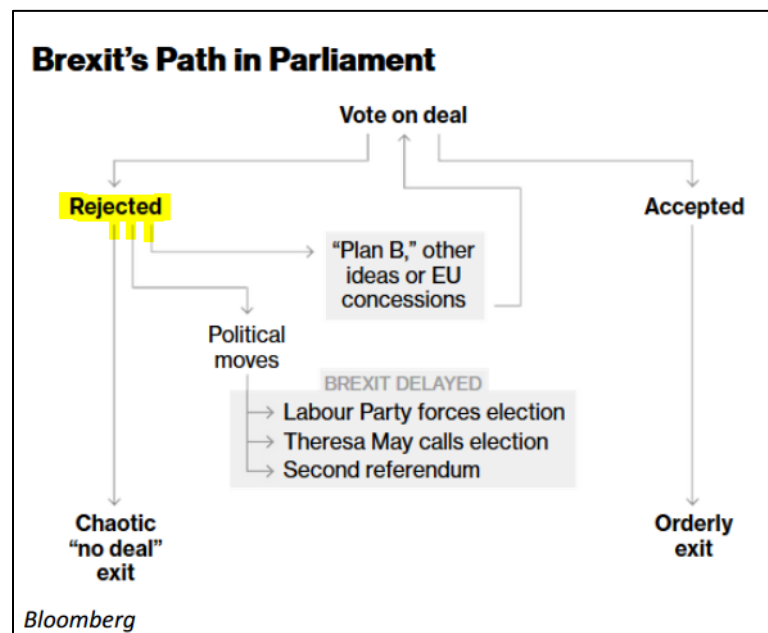 Brexit's Path in Parliament
Vote on deal
Rejected
Accepted
“Plan B,” other
ideas or EU
concessions
Political
moves
BREXIT DELAYED
Labour Party forces election
Theresa May calls election
Second referendum
Chaotic
“no deal”
exit
Orderly
exit
Bloomberg